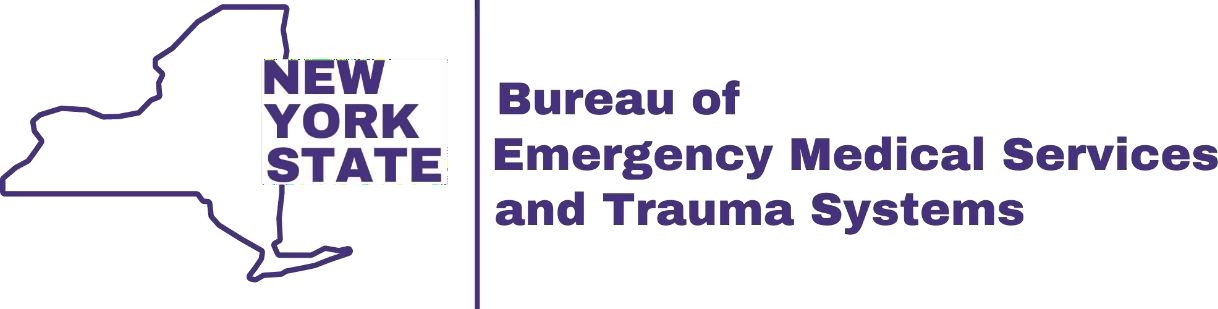 NEW
YORK
STATE
Bureau of
Emergency Medical Services
and Trauma Systems